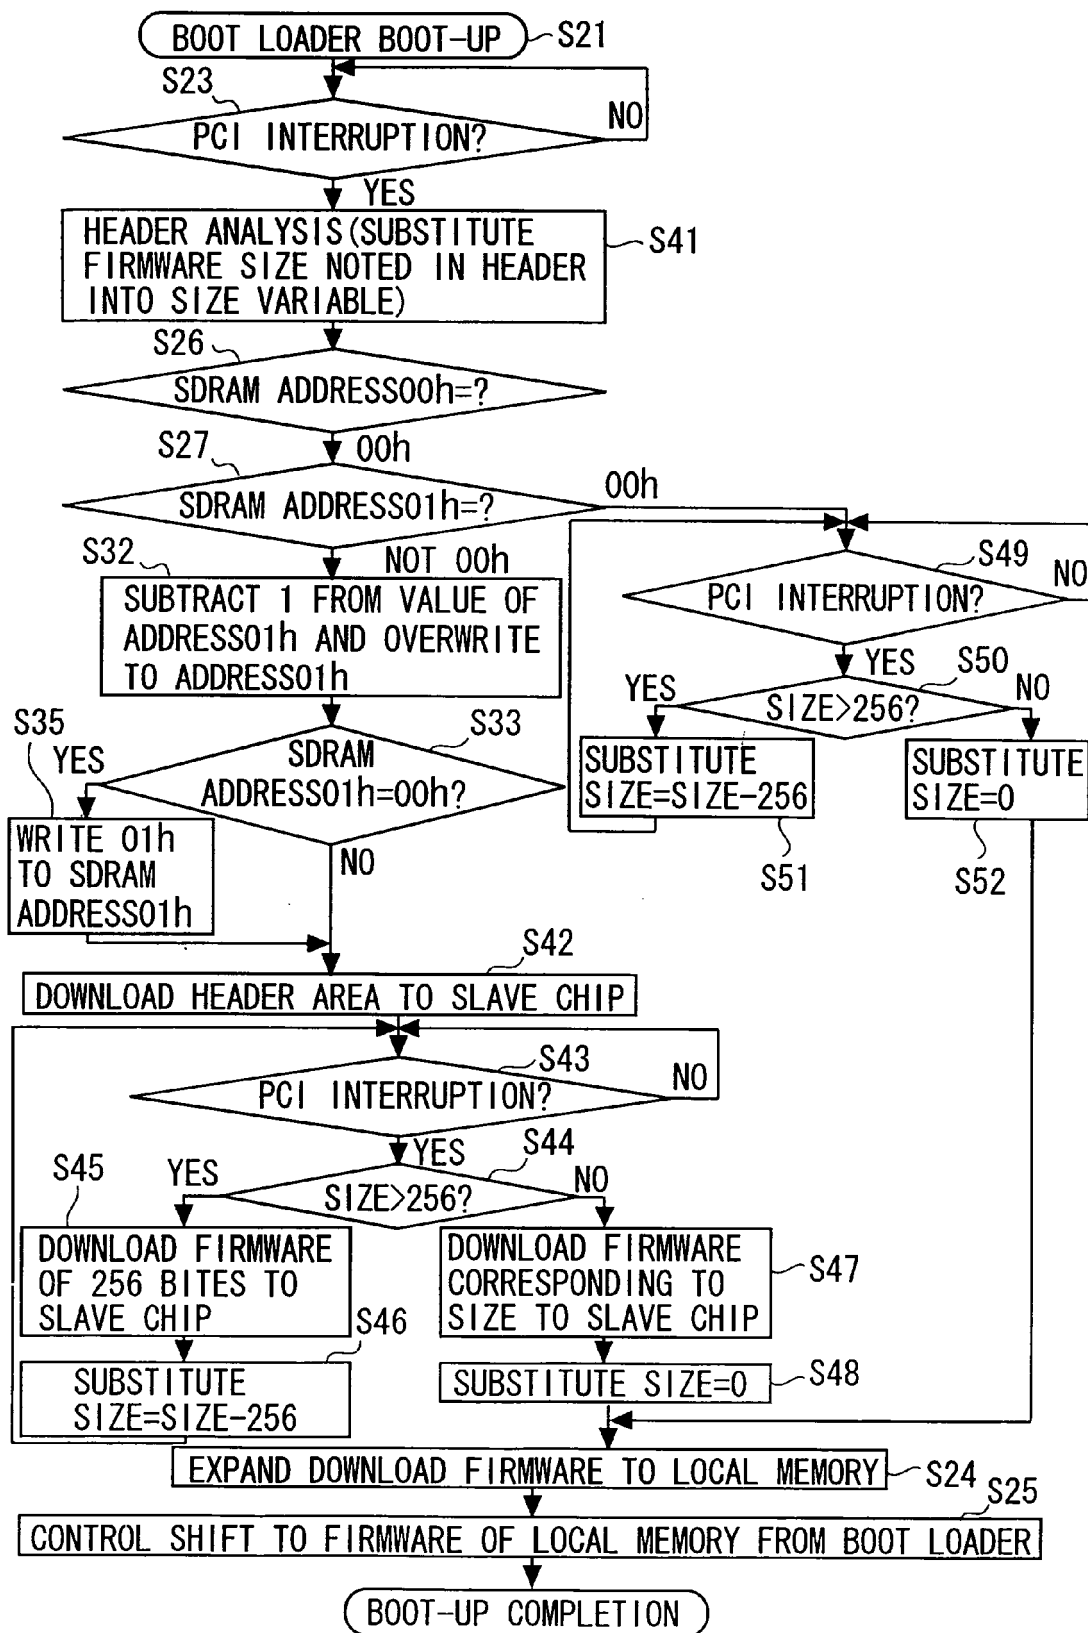 BOOT LOADER BOOT-UP
S21
S23
PCI INTERRUPTION?
NO
YES
HEADER ANALYSIS(SUBSTITUTE
FIRMWARE SIZE NOTED IN HEADER
INTO SIZE VARIABLE)
S41
S26
SDRAM ADDRESS00h=?
00h
S27
SDRAM ADDRESS01h=?
00h
NOT 00h
S32
SUBTRACT 1 FROM VALUE OF
ADDRESS01h AND OVERWRITE
TO ADDRESS01h
S49
PCI INTERRUPTION?
NO
YES
S50
SIZE>256?
YES
NO
SUBSTITUTE
SIZE=SIZE-256
S51
SUBSTITUTE
SIZE=0
S52
S33
SDRAM
ADDRESS01h=00h?
YES
NO
S35
WRITE 01h
TO SDRAM
ADDRESS01h
S42
DOWNLOAD HEADER AREA TO SLAVE CHIP
S43
PCI INTERRUPTION?
NO
YES
S44
SIZE>256?
YES
NO
S45
DOWNLOAD FIRMWARE
OF 256 BITES TO
SLAVE CHIP
S46
SUBSTITUTE
SIZE=SIZE-256
DOWNLOAD FIRMWARE
CORRESPONDING TO
SIZE TO SLAVE CHIP
S47
SUBSTITUTE SIZE=0
S48
EXPAND DOWNLOAD FIRMWARE TO LOCAL MEMORY
S24
S25
CONTROL SHIFT TO FIRMWARE OF LOCAL MEMORY FROM BOOT LOADER
BOOT-UP COMPLETION